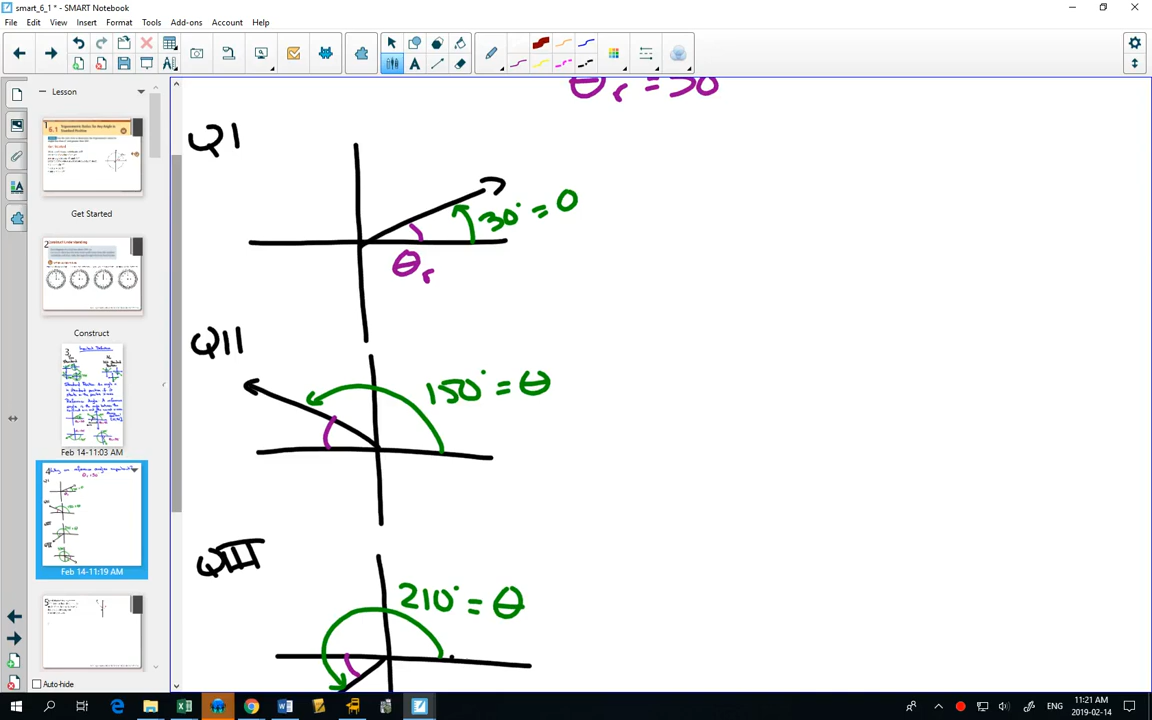 smart_6_1 * - SMART Notebook
File Edit View Insert Format Tools Add-ons Account Help
Lesson
Get Started
Construct
Feb 14-11:03 AM
Feb 14-11:19 AM
Auto-hide
θr = 30
QI
30° = θ
θr
QII
150° = θ
QIII
210° = θ
ENG
11:21 AM
2019-02-14